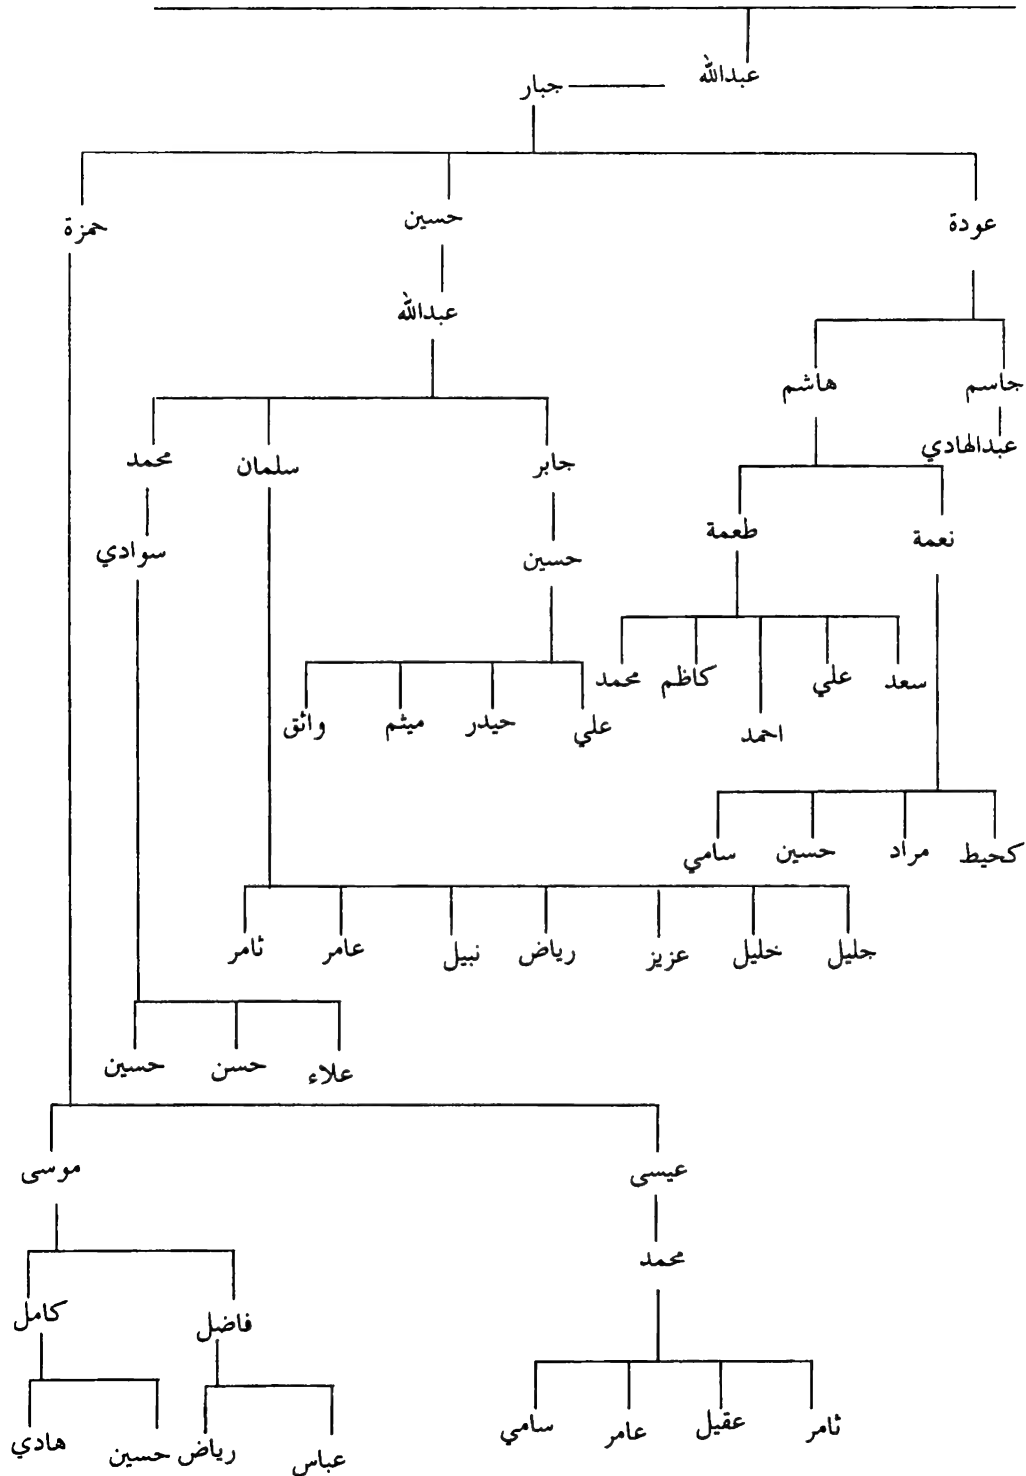 عبدالله
جبار
عودة حسين حمزة
عبدالله
جاسم هاشم
عبدالهادي
جابر سلمان محمد
نعمة طعمة
سوادي
حسين
سعد علي كاظم محمد
احمد
علي حيدر ميثم واثق
كحيط مراد حسين سامي
جليل خليل عزيز رياض نبيل عامر ثامر
علاء حسن حسين
عيسى موسى
محمد
فاضل كامل
ثامر عقيل عامر سامي
عباس رياض حسين هادي